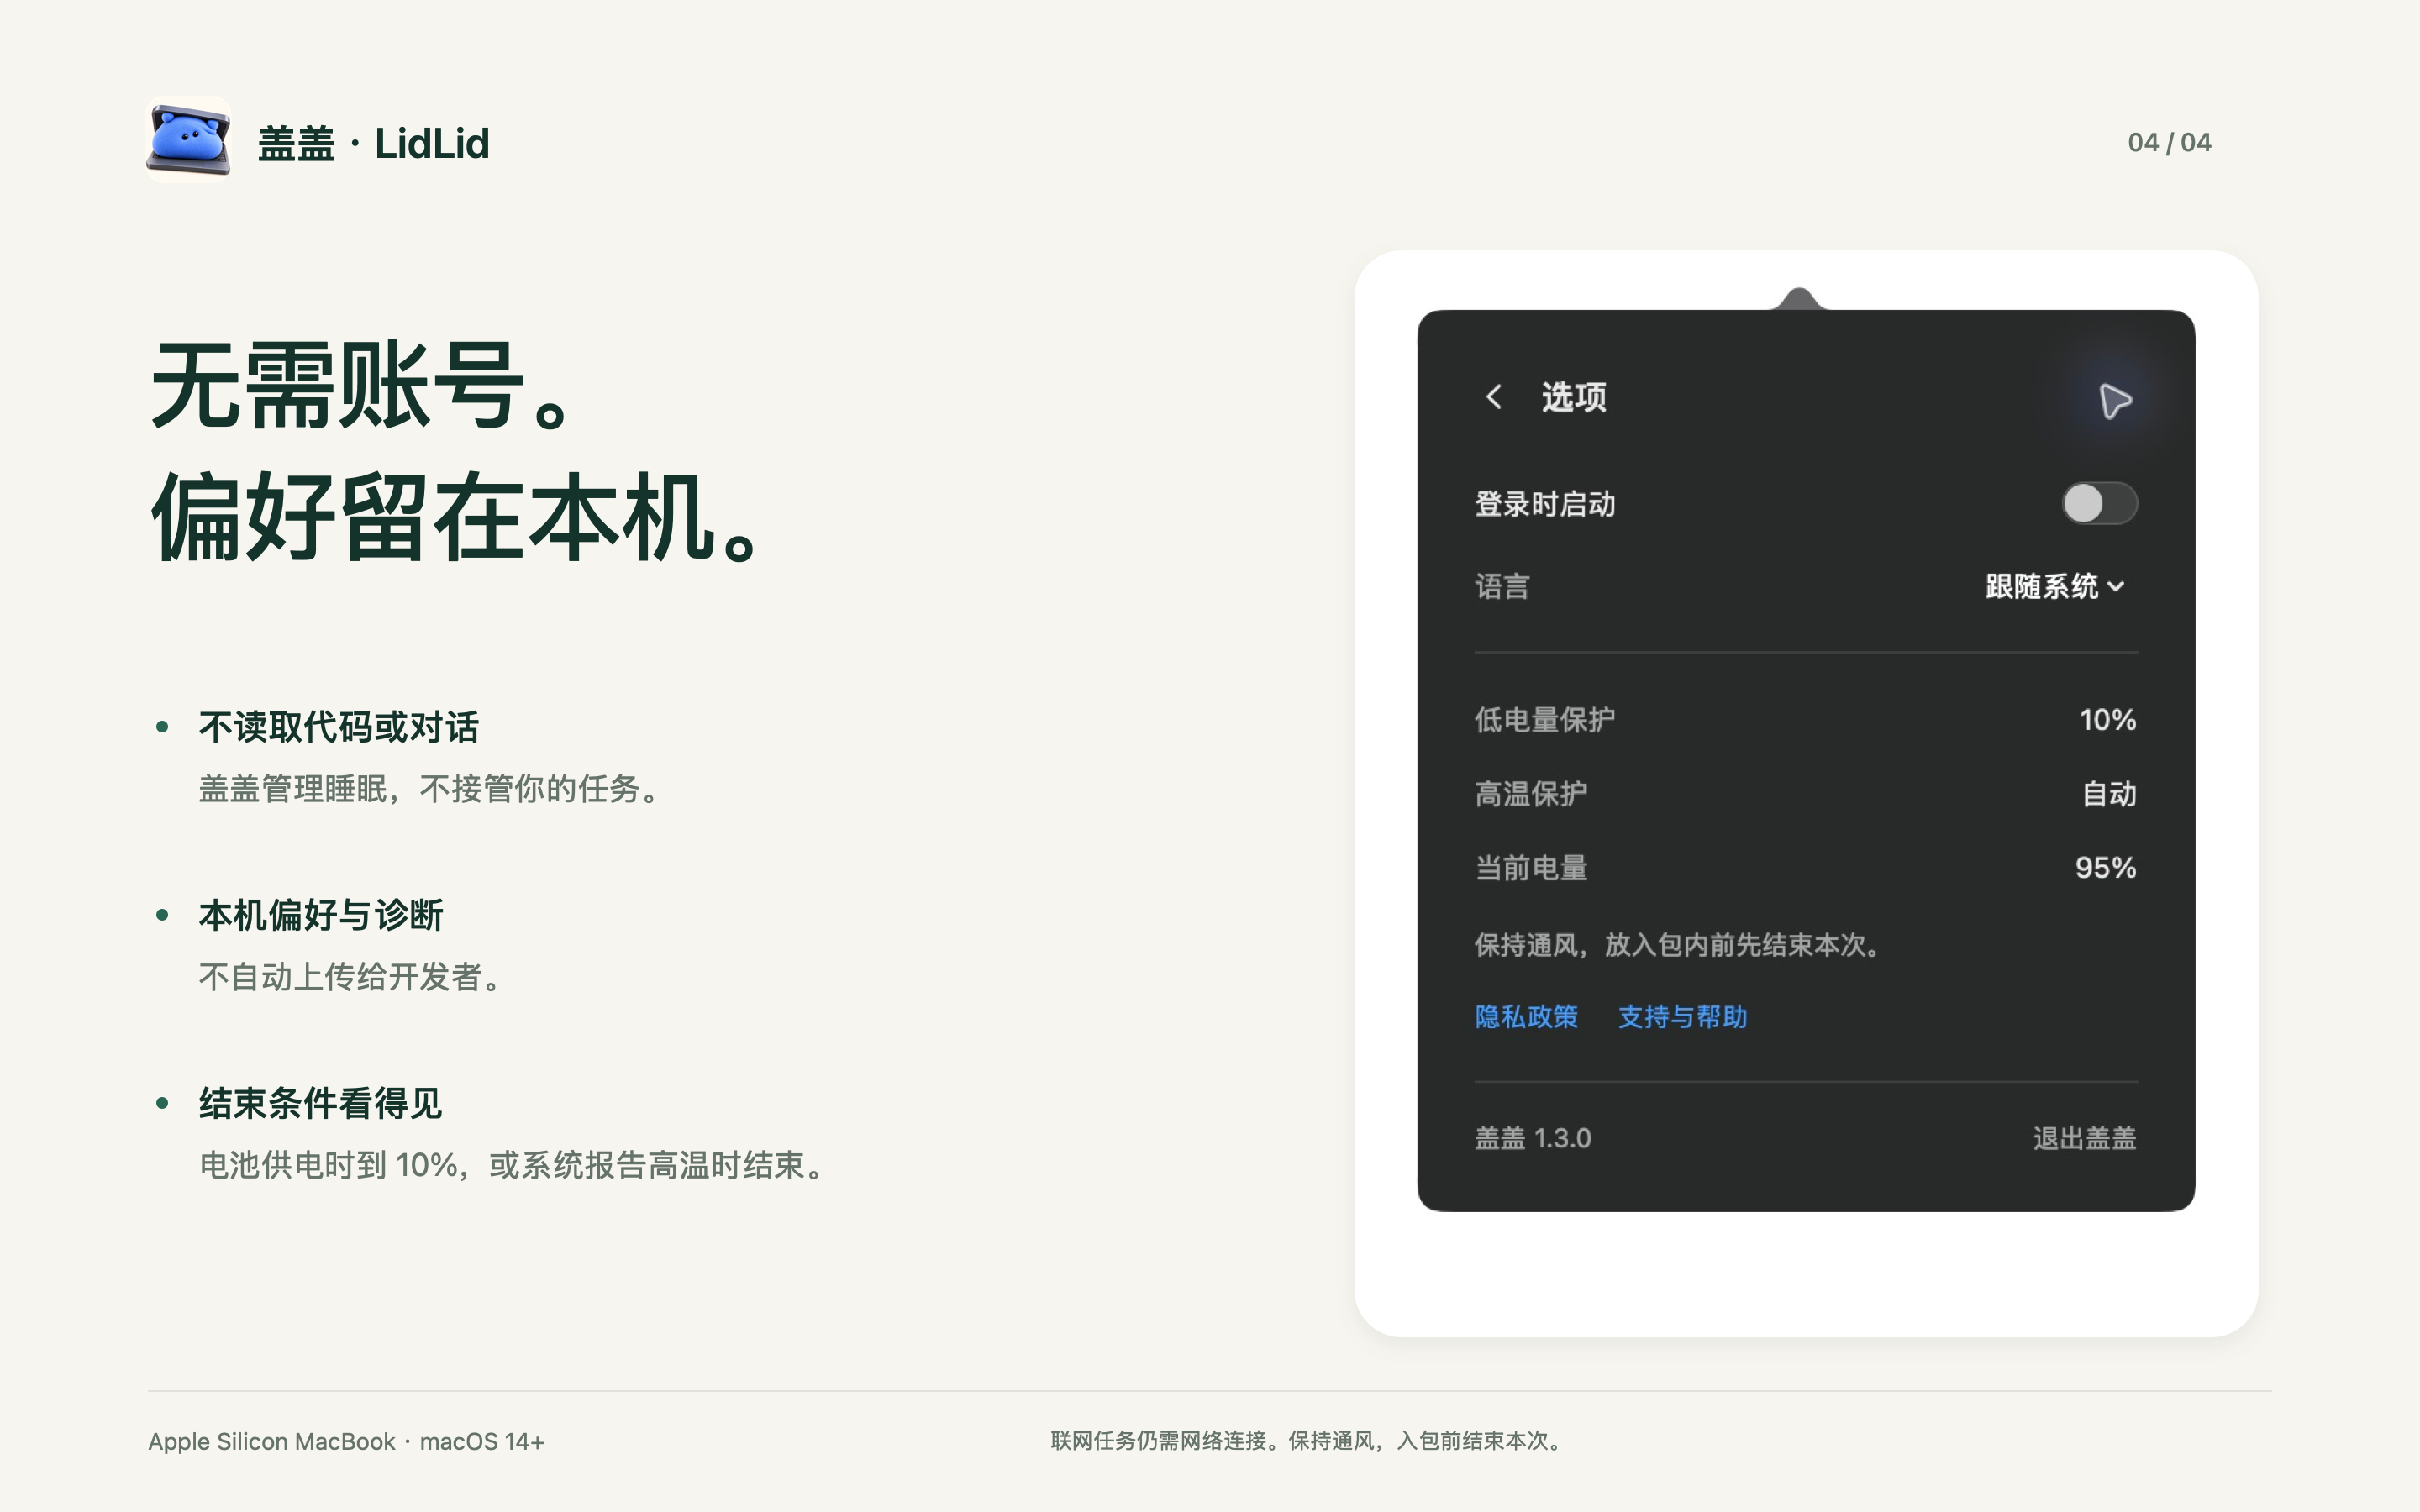 盖盖 · LidLid
04 / 04
无需账号。
偏好留在本机。
不读取代码或对话
盖盖管理睡眠，不接管你的任务。
本机偏好与诊断
不自动上传给开发者。
结束条件看得见
电池供电时到 10%，或系统报告高温时结束。
选项
登录时启动
语言 跟随系统
低电量保护 10%
高温保护 自动
当前电量 95%
保持通风，放入包内前先结束本次。
隐私政策 支持与帮助
盖盖 1.3.0 退出盖盖
Apple Silicon MacBook · macOS 14+
联网任务仍需网络连接。保持通风，入包前结束本次。